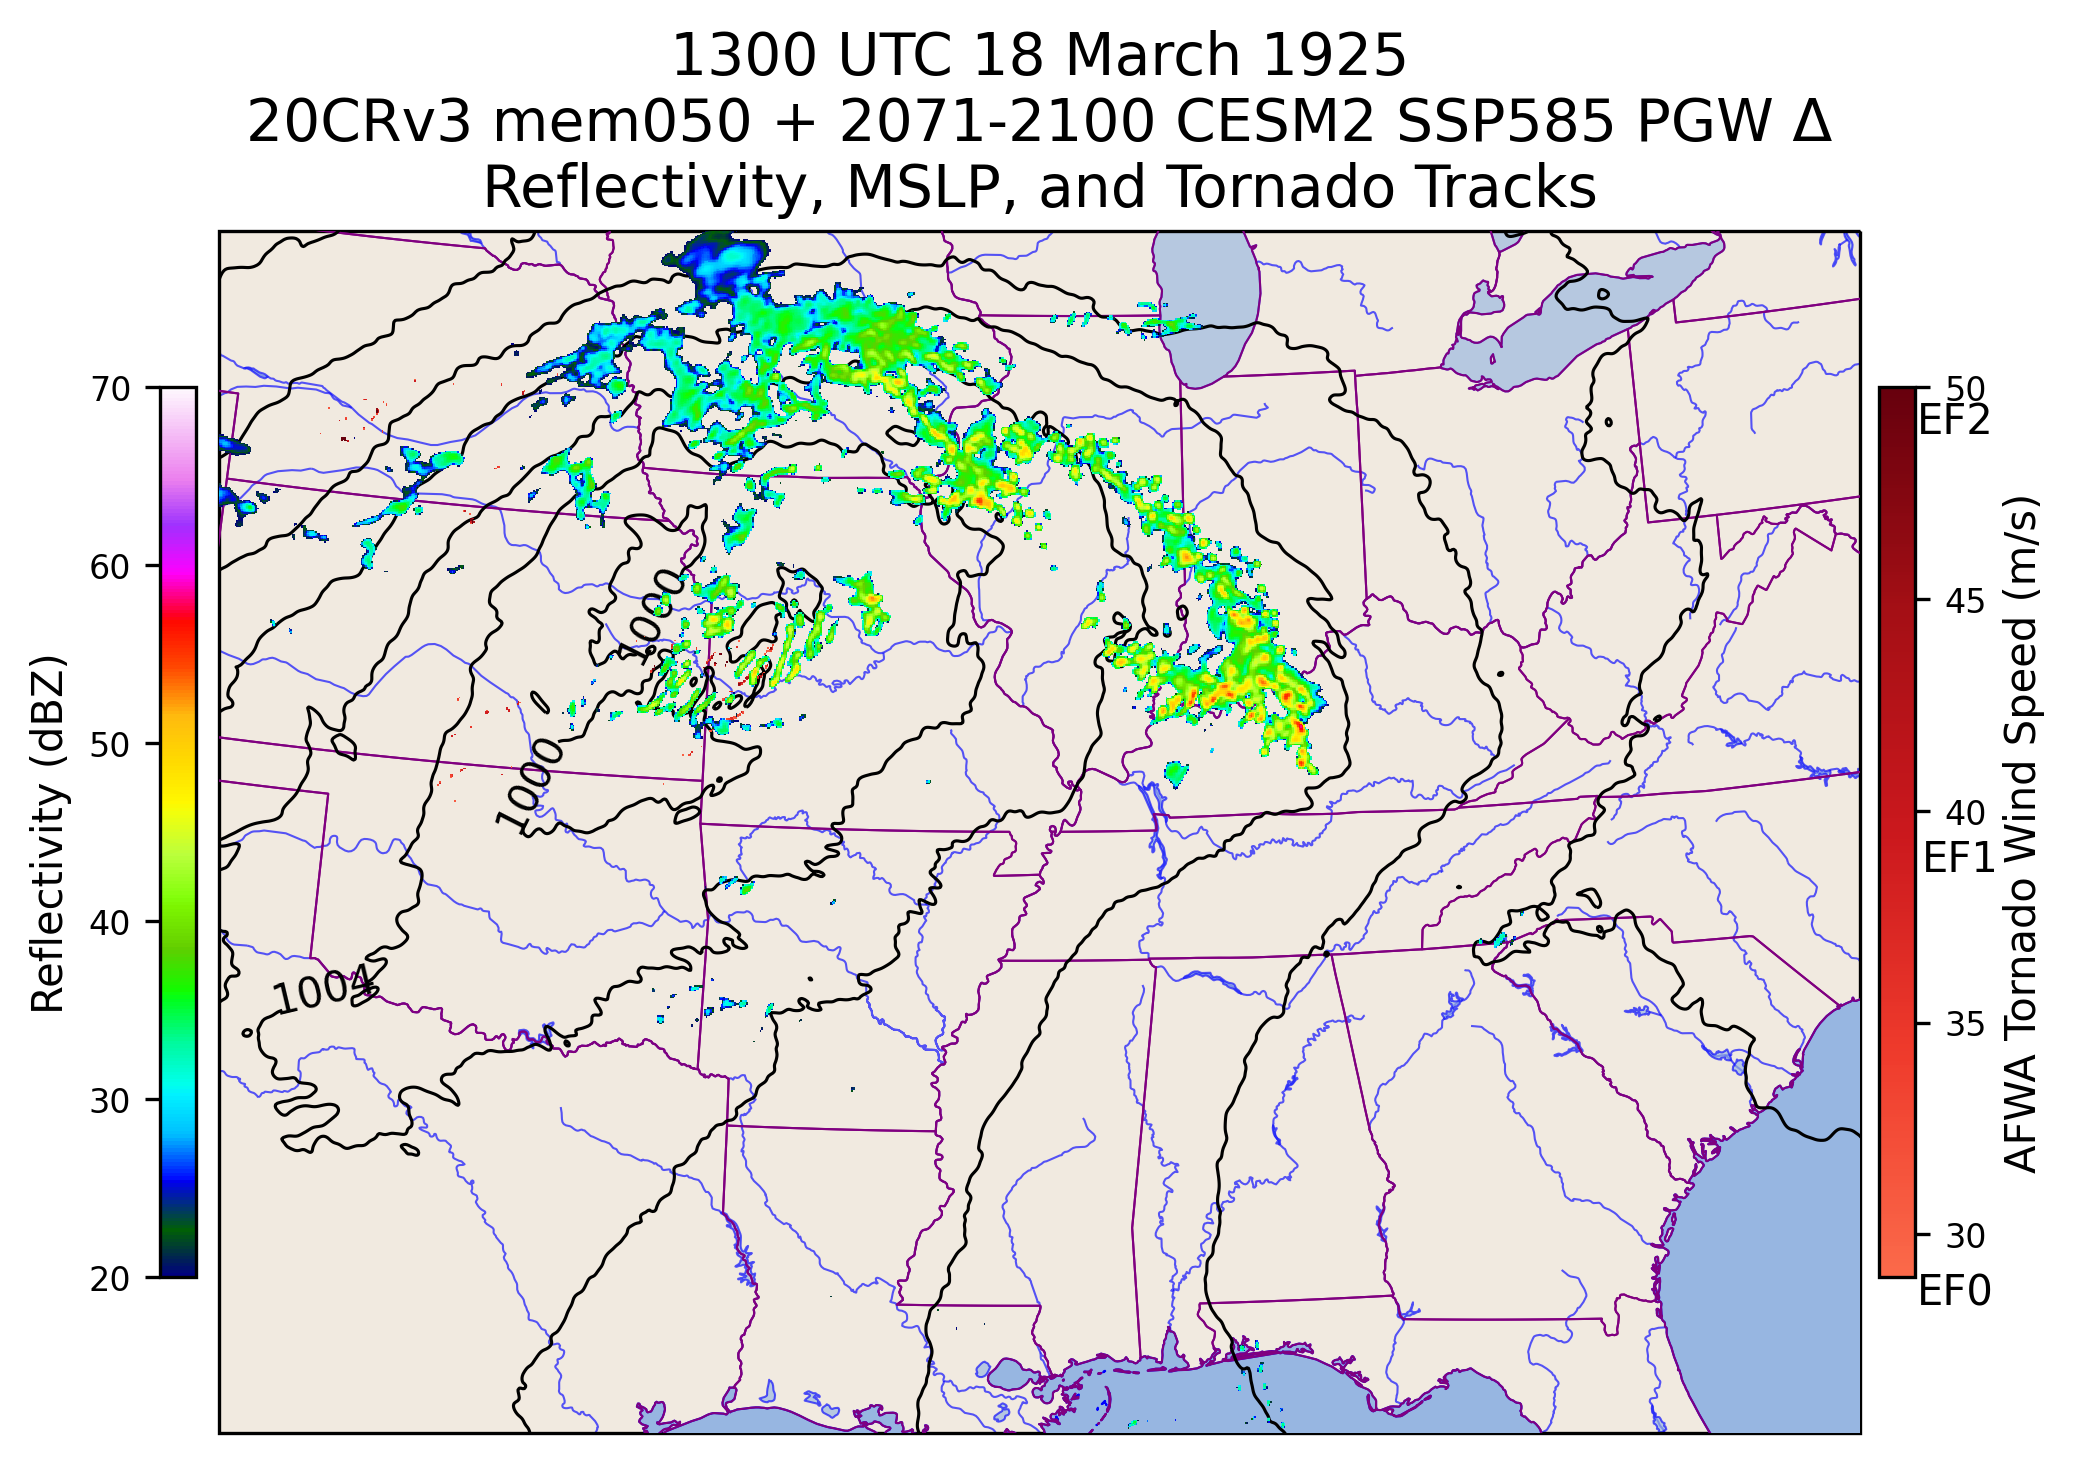 1300 UTC 18 March 1925
20CRv3 mem050 + 2071-2100 CESM2 SSP585 PGW Δ
Reflectivity, MSLP, and Tornado Tracks
70
60
50
40
30
20
Reflectivity (dBZ)
1000
1000
1004
50
EF2
45
40
EF1
35
30
EF0
AFWA Tornado Wind Speed (m/s)